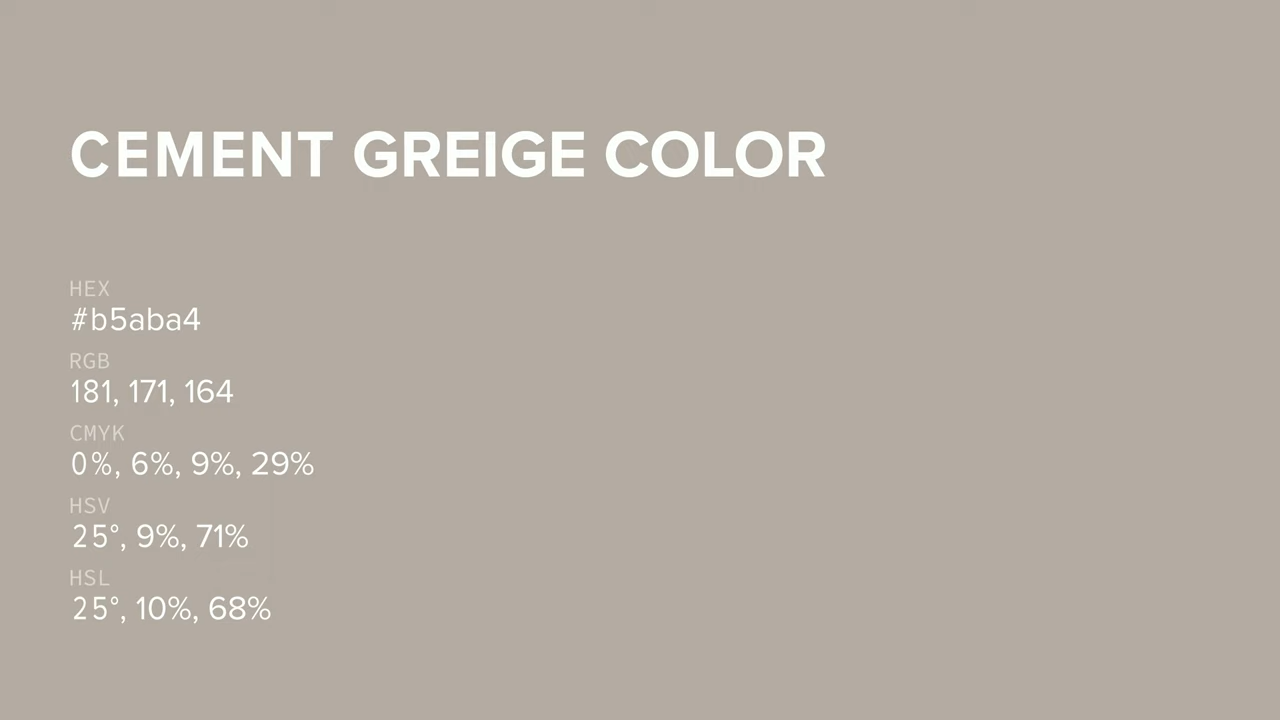 CEMENT GREIGE COLOR
HEX
#b5aba4
RGB
181, 171, 164
CMYK
0%, 6%, 9%, 29%
HSV
25°, 9%, 71%
HSL
25°, 10%, 68%